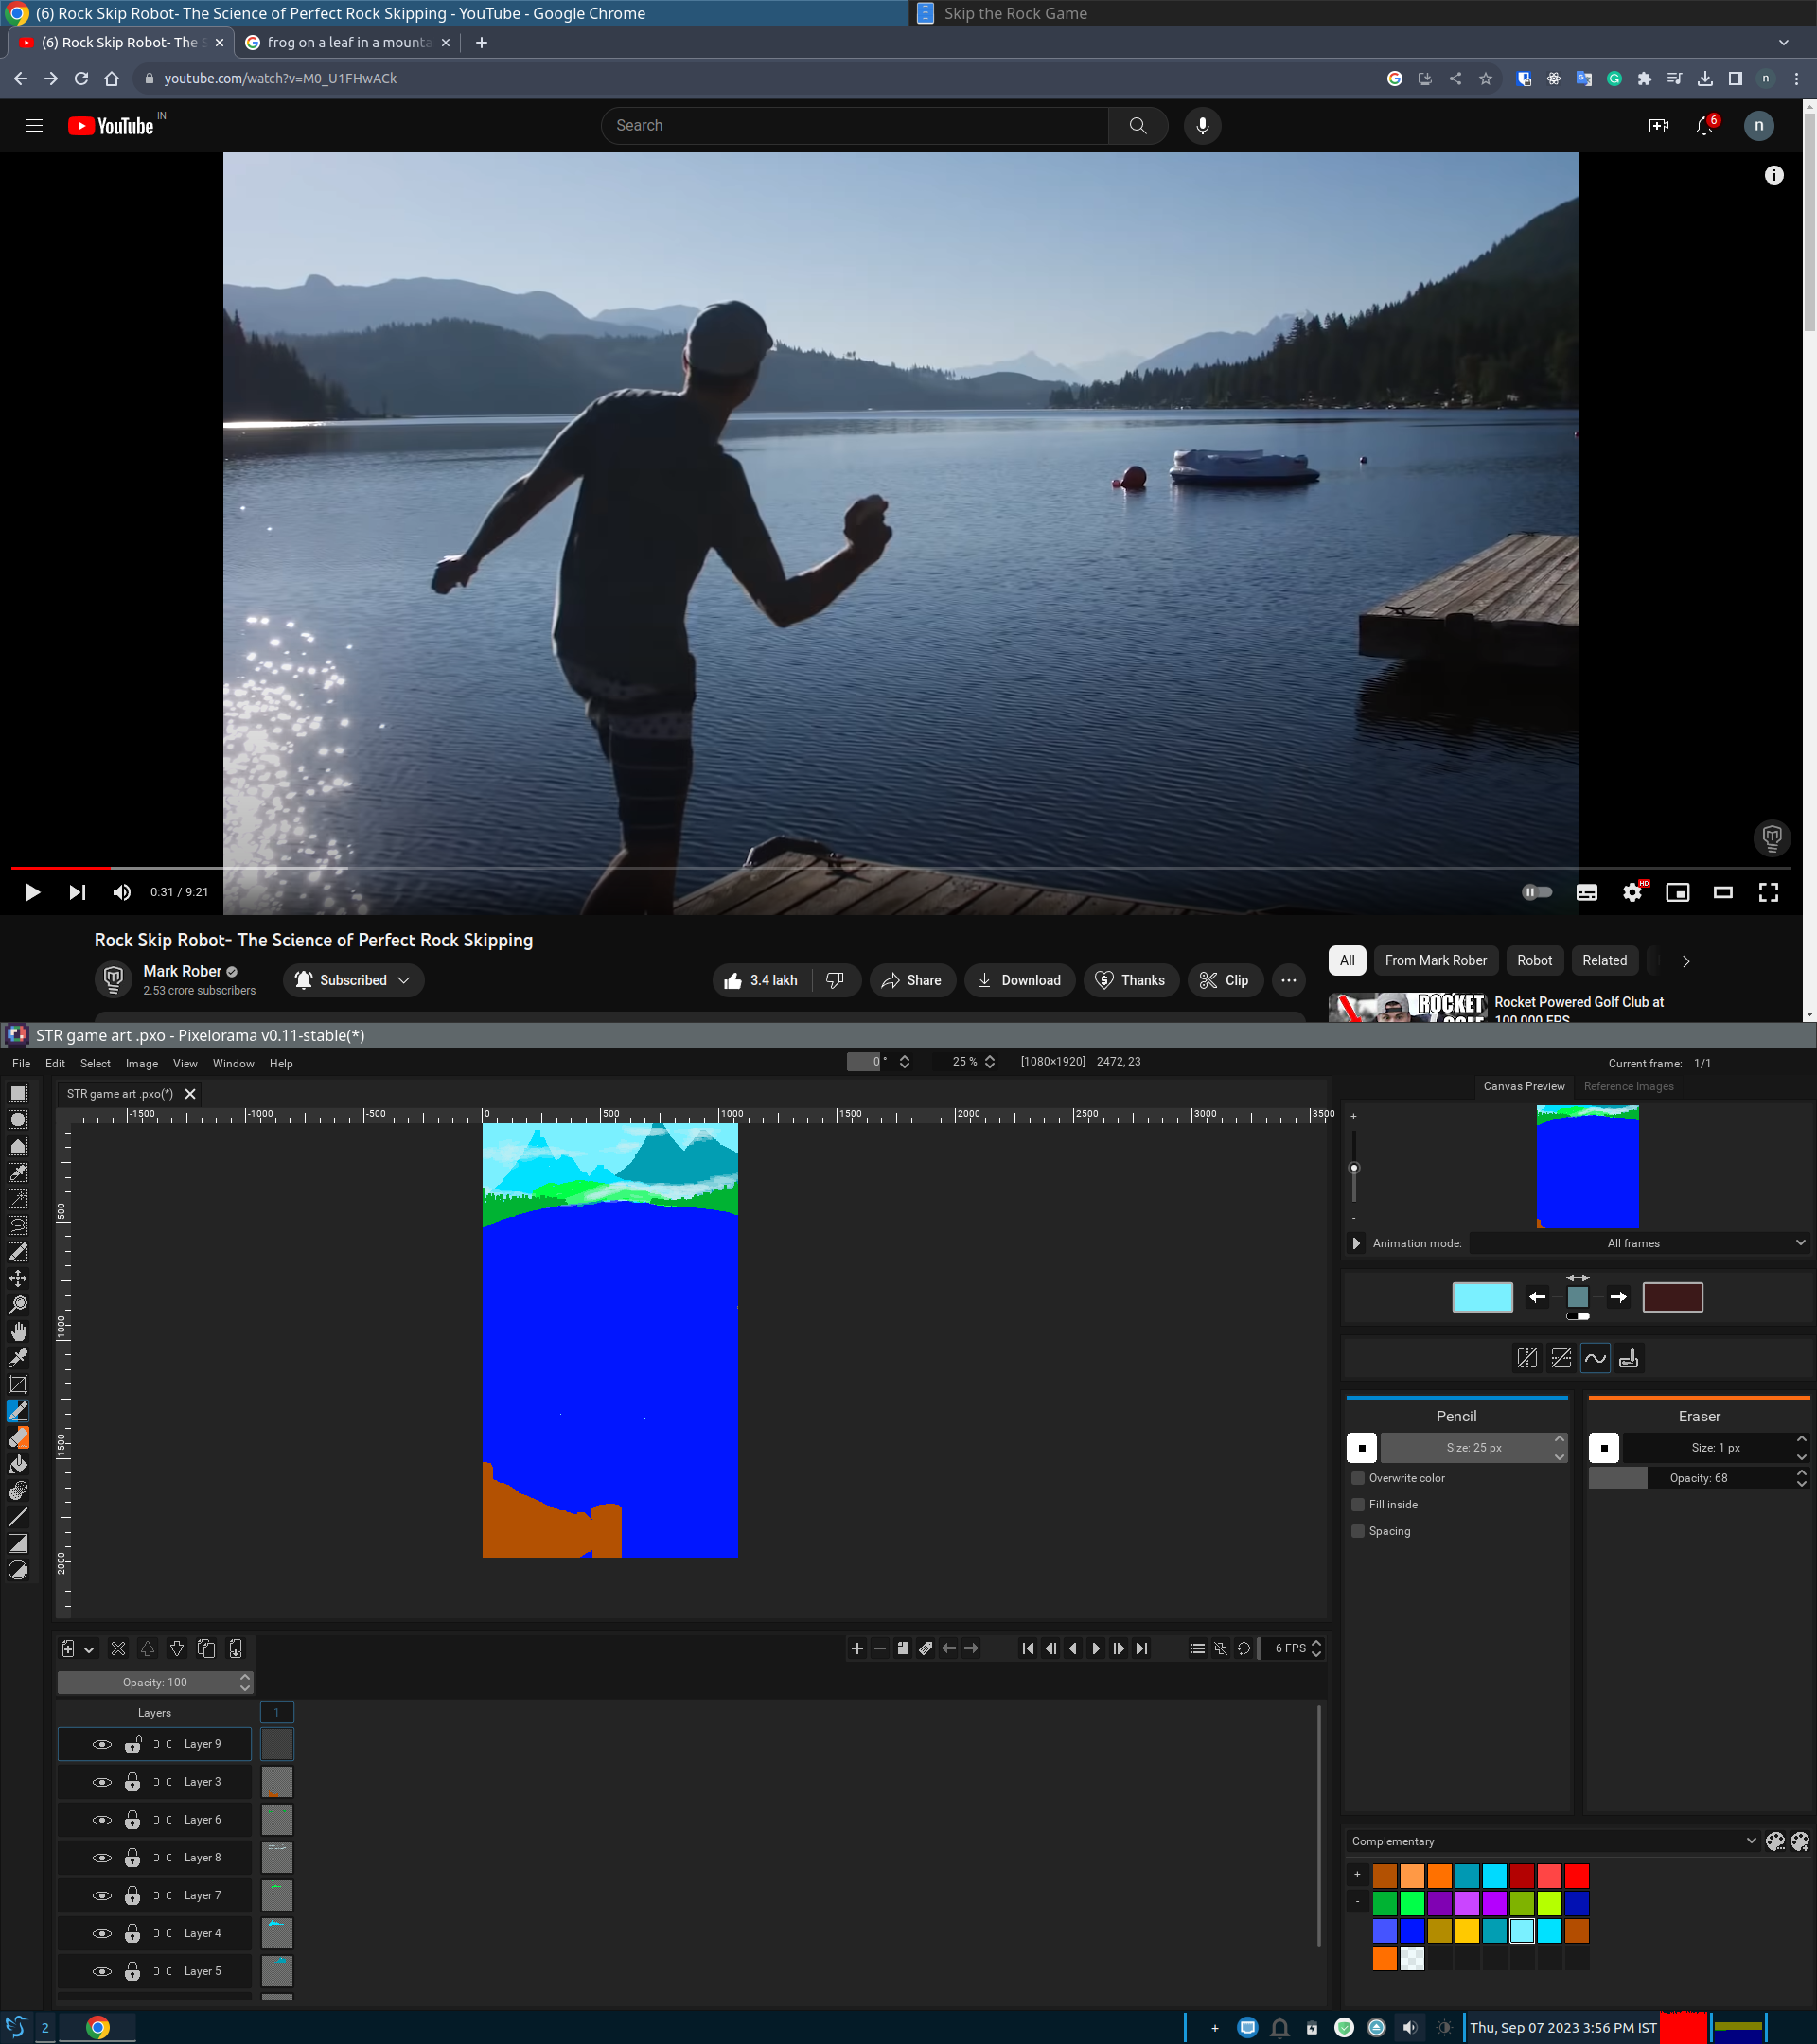 (6) Rock Skip Robot- The Science of Perfect Rock Skipping - YouTube - Google Chrome
Skip the Rock Game
(6) Rock Skip Robot- The S
frog on a leaf in a mounta
youtube.com/watch?v=M0_U1FHwACk
n
YouTube IN
Search
6
n
0:31 / 9:21
HD
Rock Skip Robot- The Science of Perfect Rock Skipping
Mark Rober
2.53 crore subscribers
Subscribed
3.4 lakh
Share
Download
Thanks
Clip
All
From Mark Rober
Robot
Related
ROCKET
Rocket Powered Golf Club at
100,000 FPS
STR game art .pxo - Pixelorama v0.11-stable(*)
File Edit Select Image View Window Help
0 °
25 %
[1080×1920] 2472, 23
Current frame: 1/1
STR game art .pxo(*)
Canvas Preview
Reference Images
-1500 -1000 -500 0 500 1000 1500 2000 2500 3000 3500
500
1000
1500
2000
+
-
Animation mode:
All frames
Pencil
Size: 25 px
Overwrite color
Fill inside
Spacing
Eraser
Size: 1 px
Opacity: 68
6 FPS
Opacity: 100
Layers
1
Layer 9
Layer 3
Layer 6
Layer 8
Layer 7
Layer 4
Layer 5
Complementary
+
-
2
+
Thu, Sep 07 2023 3:56 PM IST